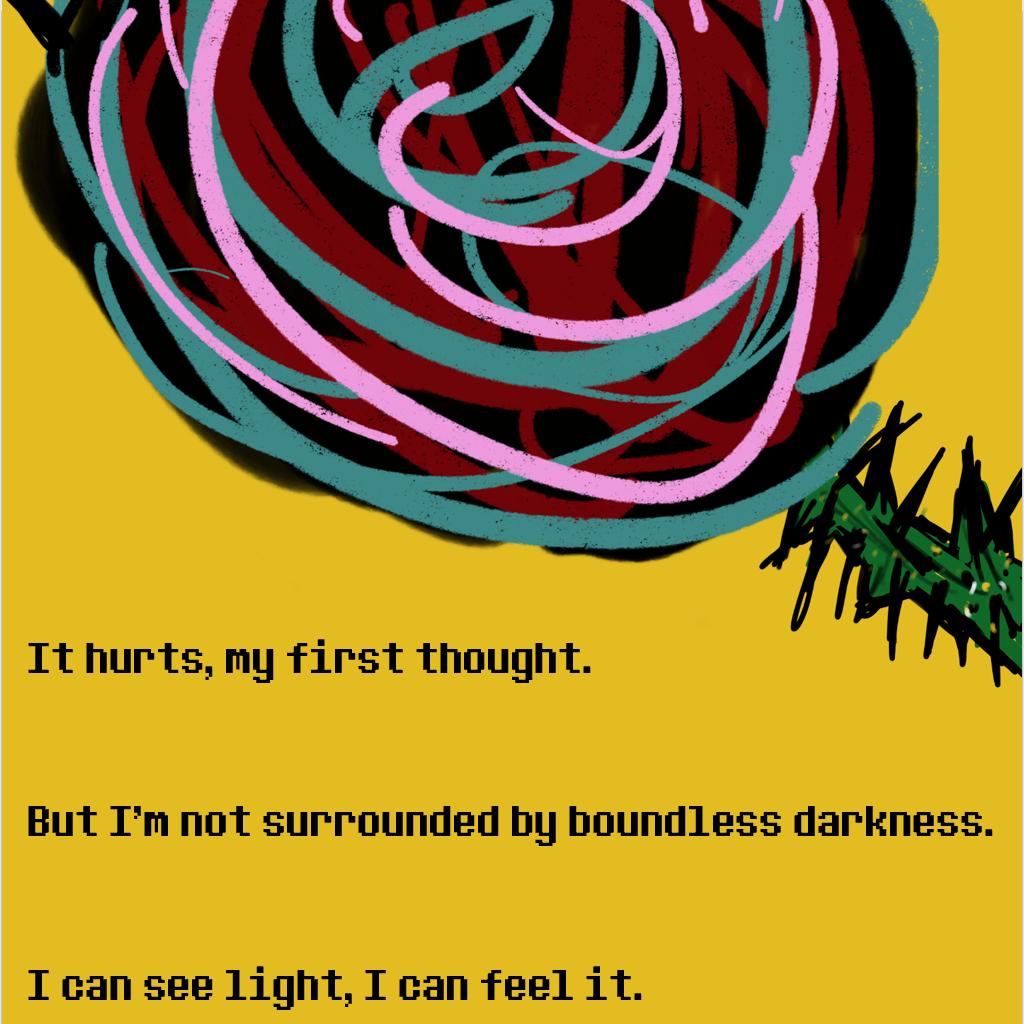 It hurts, my first thought.
But I'm not surrounded by boundless darkness.
I can see light, I can feel it.